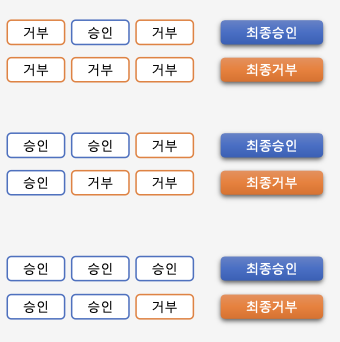 거부 승인 거부 최종승인
거부 거부 거부 최종거부
승인 승인 거부 최종승인
승인 거부 거부 최종거부
승인 승인 승인 최종승인
승인 승인 거부 최종거부